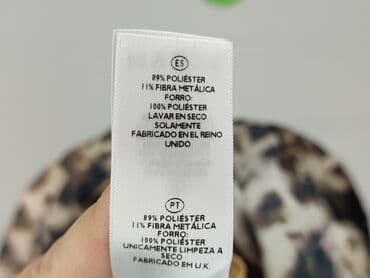 ES
89% POLIÉSTER
11% FIBRA METÁLICA
FORRO:
100% POLIÉSTER
LAVAR EN SECO
SOLAMENTE
FABRICADO EN EL REINO
UNIDO
PT
89% POLIÉSTER
11% FIBRA METÁLICA
FORRO:
100% POLIÉSTER
UNICAMENTE LIMPEZA A
SECO
FABRICADO EM U.K.